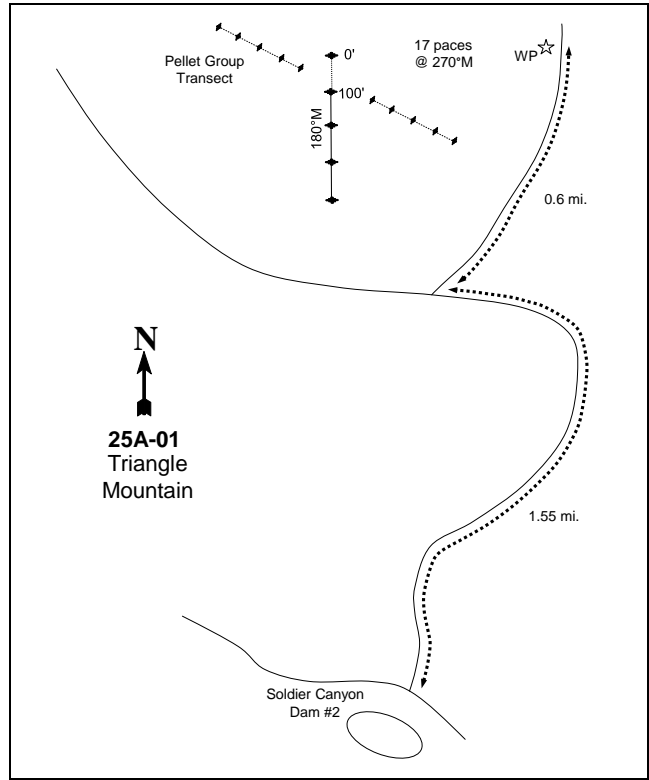 Pellet Group
Transect
0'
17 paces
@ 270°M
WP
100'
180°M
0.6 mi.
N
25A-01
Triangle
Mountain
1.55 mi.
Soldier Canyon
Dam #2